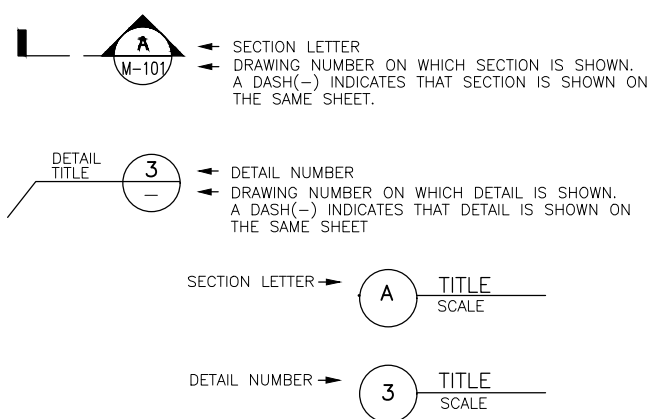 A
M-101
SECTION LETTER
DRAWING NUMBER ON WHICH SECTION IS SHOWN.
A DASH(-) INDICATES THAT SECTION IS SHOWN ON
THE SAME SHEET.
DETAIL
TITLE
3
-
DETAIL NUMBER
DRAWING NUMBER ON WHICH DETAIL IS SHOWN.
A DASH(-) INDICATES THAT DETAIL IS SHOWN ON
THE SAME SHEET
SECTION LETTER
A
TITLE
SCALE
DETAIL NUMBER
3
TITLE
SCALE